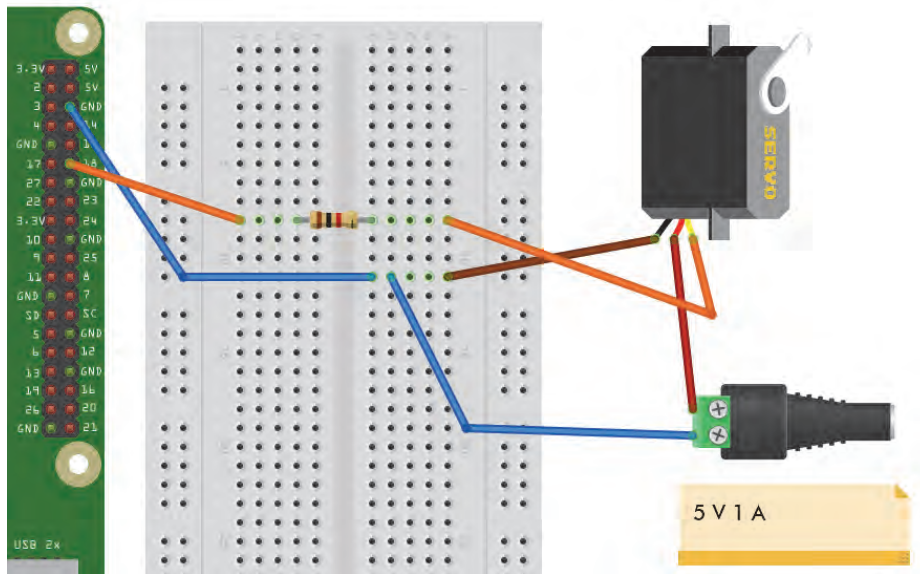 3.3V 5V
2 5V
3 GND
4 14
GND 1
17 18
27 GND
22 23
3.3V 24
10 GND
9 25
11 8
GND 7
SD SC
5 GND
6 12
13 GND
19 16
26 20
GND 21
USB 2x
SERVO
5 V 1 A